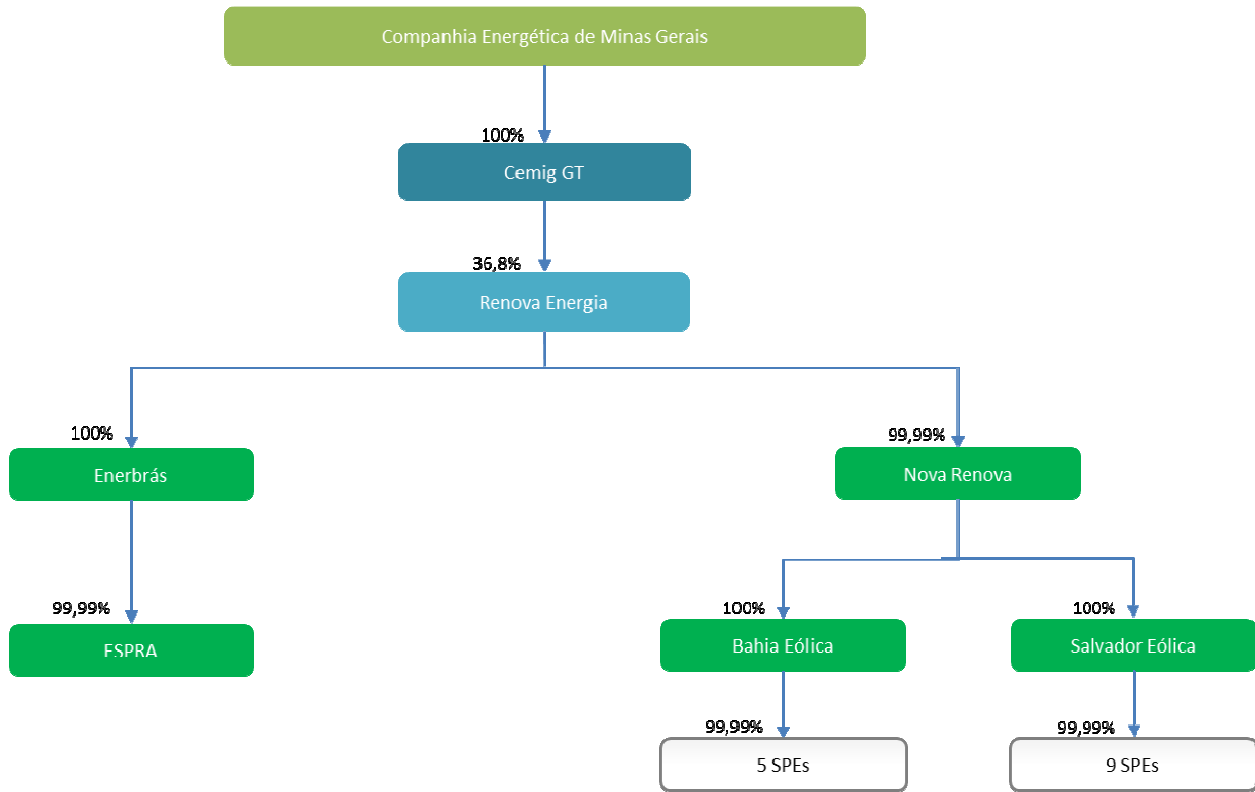 Companhia Energética de Minas Gerais
100%
Cemig GT
36,8%
Renova Energia
100%
99,99%
Enerbrás
Nova Renova
99,99%
100%
100%
ESPRA
Bahia Eólica
Salvador Eólica
99,99%
99,99%
5 SPEs
9 SPEs